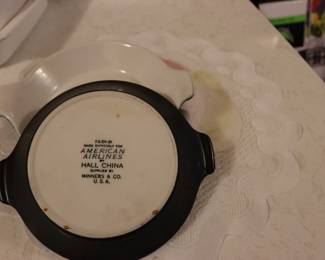 MADE EXPRESSLY FOR
AMERICAN
AIRLINES
BY
HALL CHINA
SUPPLIED BY
MINNERS & CO.
U.S.A.